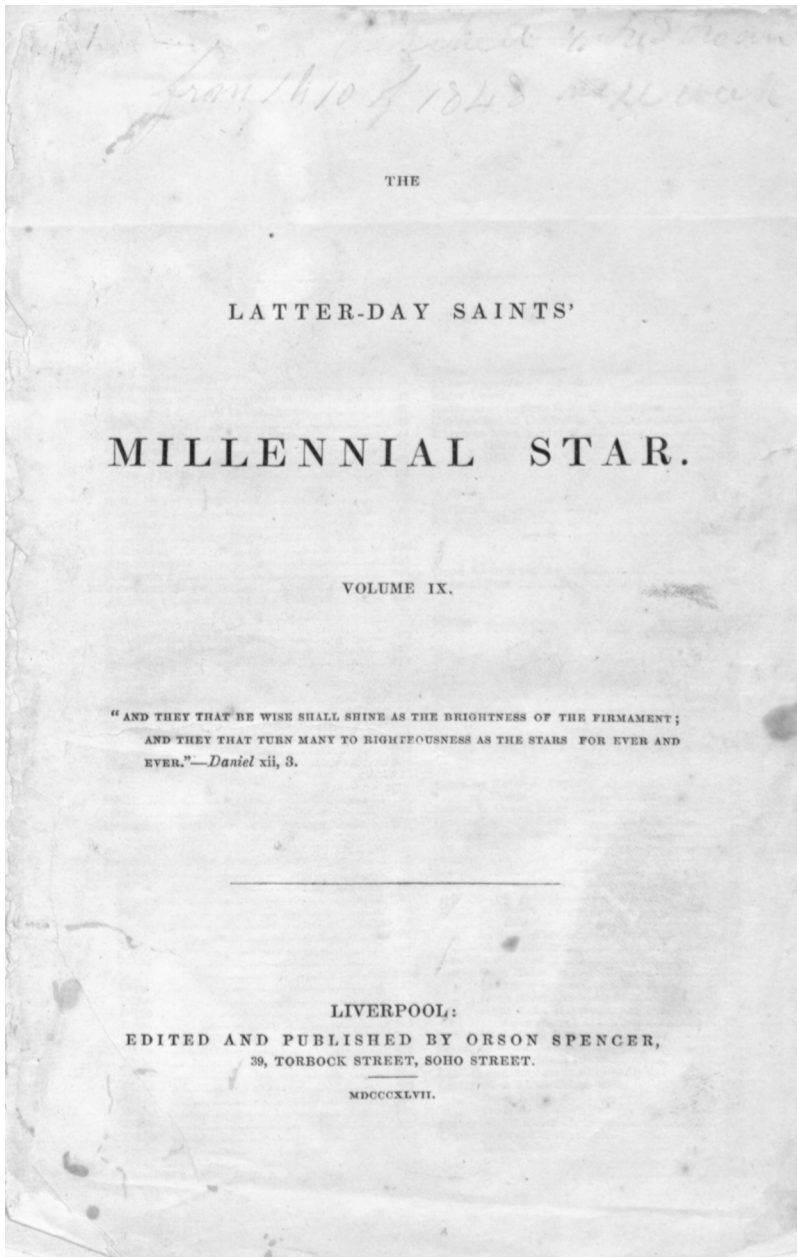 from 1840 of 1848
THE
LATTER-DAY SAINTS'
MILLENNIAL STAR.
VOLUME IX.
“AND THEY THAT BE WISE SHALL SHINE AS THE BRIGHTNESS OF THE FIRMAMENT;
AND THEY THAT TURN MANY TO RIGHTEOUSNESS AS THE STARS FOR EVER AND
EVER.”—Daniel xii, 3.
LIVERPOOL:
EDITED AND PUBLISHED BY ORSON SPENCER,
39, TORBOCK STREET, SOHO STREET.
MDCCCXLVII.